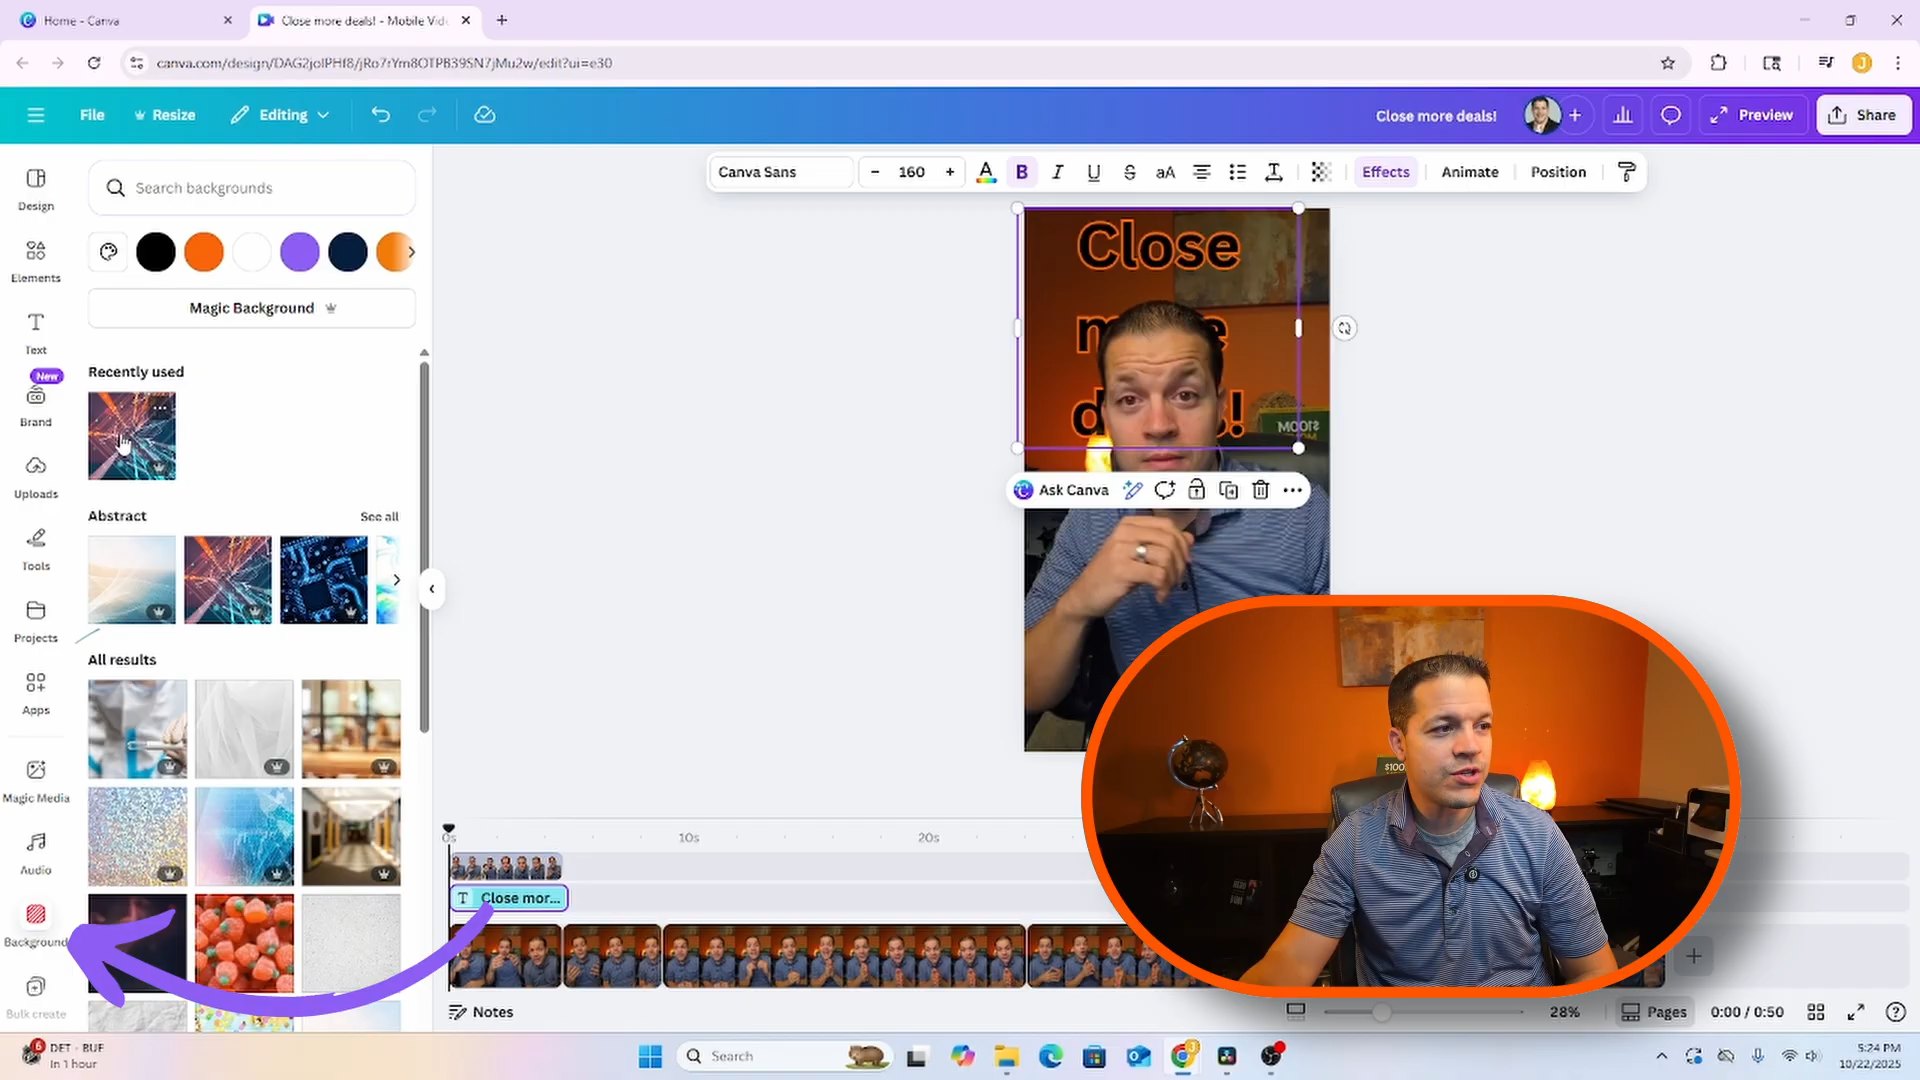 Home - Canva
Close more deals! - Mobile Vid
canva.com/design/DAG2jolPHf8/jRo7rYm8OTPB39SN7jMu2w/edit?ui=e30
File
Resize
Editing
Close more deals!
Preview
Share
Canva Sans
160
B
I
U
S
aA
Effects
Animate
Position
Search backgrounds
Magic Background
Recently used
Abstract
See all
All results
Design
Elements
Text
New
Brand
Uploads
Tools
Projects
Apps
Magic Media
Audio
Background
Bulk create
Close
Ask Canva
0s
10s
20s
Close mor...
Notes
28%
Pages
0:00 / 0:50
6
DET - BUF
In 1 hour
Search
5:24 PM
10/22/2025